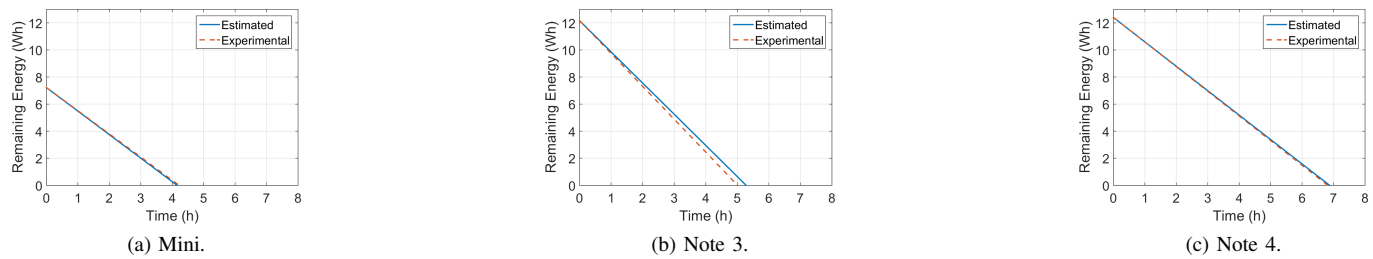 12
10
8
6
4
2
0
Remaining Energy (Wh)
Estimated
Experimental
0 1 2 3 4 5 6 7 8
Time (h)
(a) Mini.
12
10
8
6
4
2
0
Remaining Energy (Wh)
Estimated
Experimental
0 1 2 3 4 5 6 7 8
Time (h)
(b) Note 3.
12
10
8
6
4
2
0
Remaining Energy (Wh)
Estimated
Experimental
0 1 2 3 4 5 6 7 8
Time (h)
(c) Note 4.